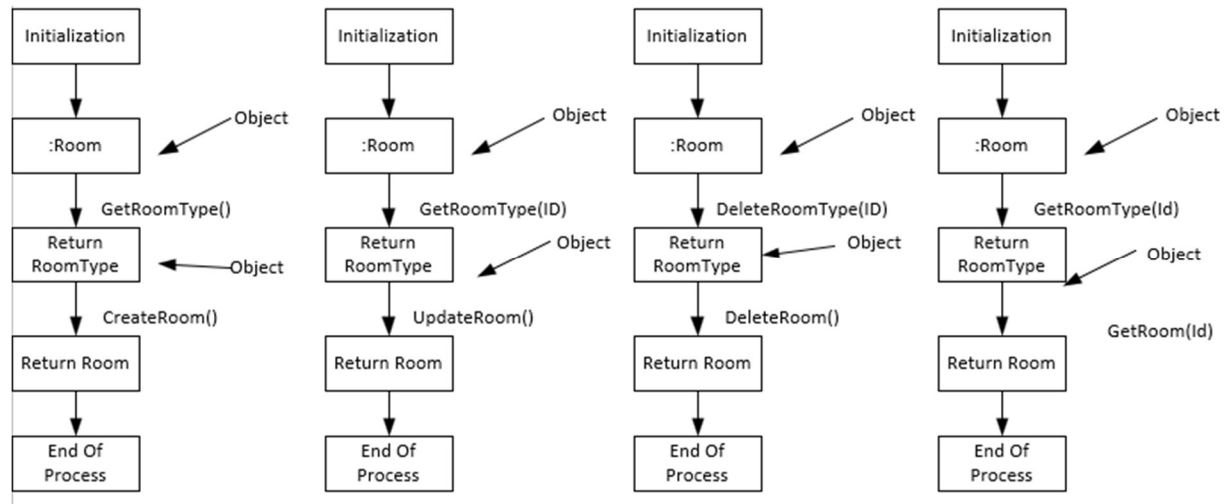 Initialization
:Room
Object
GetRoomType()
Return
RoomType
Object
CreateRoom()
Return Room
End Of
Process
Initialization
:Room
Object
GetRoomType(ID)
Return
RoomType
Object
UpdateRoom()
Return Room
End Of
Process
Initialization
:Room
Object
DeleteRoomType(ID)
Return
RoomType
Object
DeleteRoom()
Return Room
End Of
Process
Initialization
:Room
Object
GetRoomType(Id)
Return
RoomType
Object
GetRoom(Id)
Return Room
End Of
Process